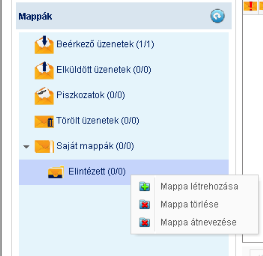 Mappák
Beérkező üzenetek (1/1)
Elküldött üzenetek (0/0)
Piszkozatok (0/0)
Törölt üzenetek (0/0)
Saját mappák (0/0)
Elintézett (0/0)
Mappa létrehozása
Mappa törlése
Mappa átnevezése